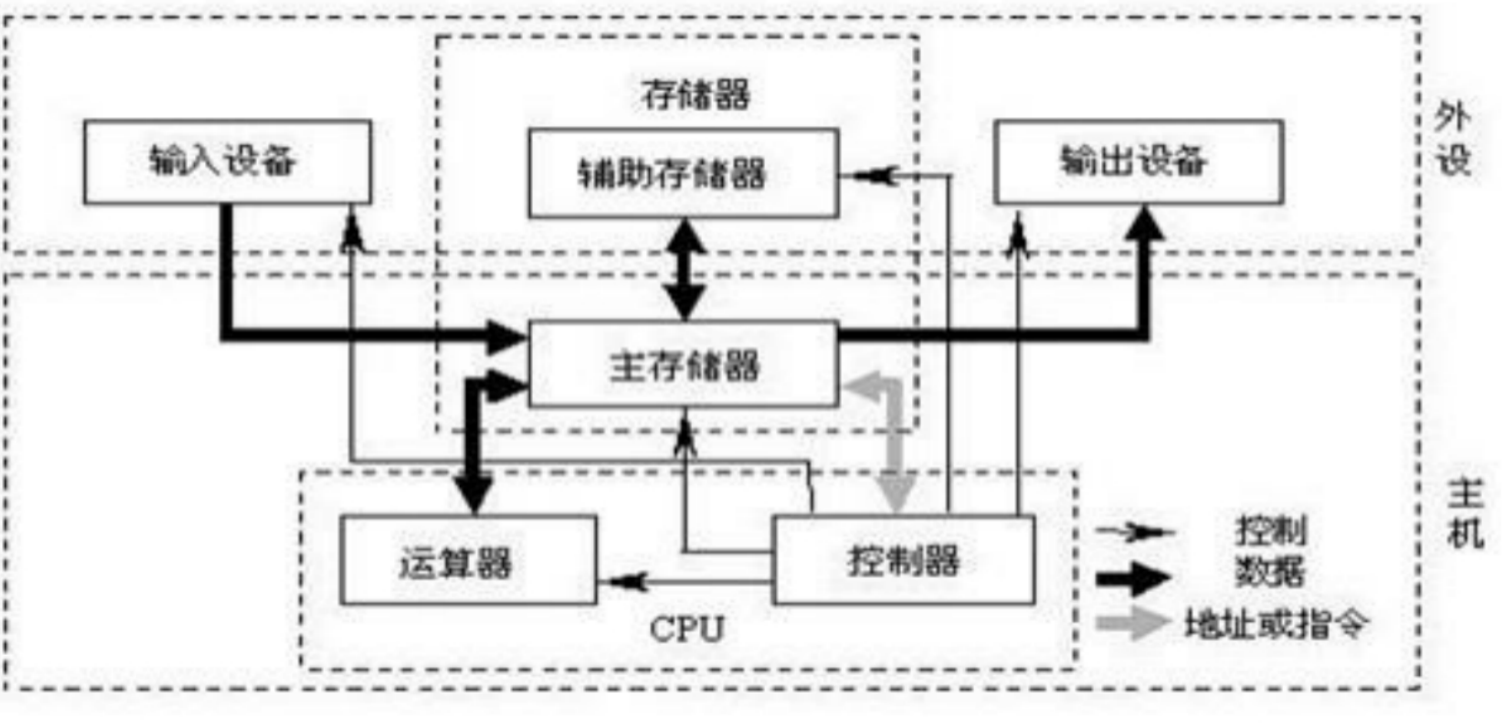 存储器
输入设备
辅助存储器
输出设备
外设
主存储器
主机
运算器
控制器
CPU
控制
数据
地址或指令